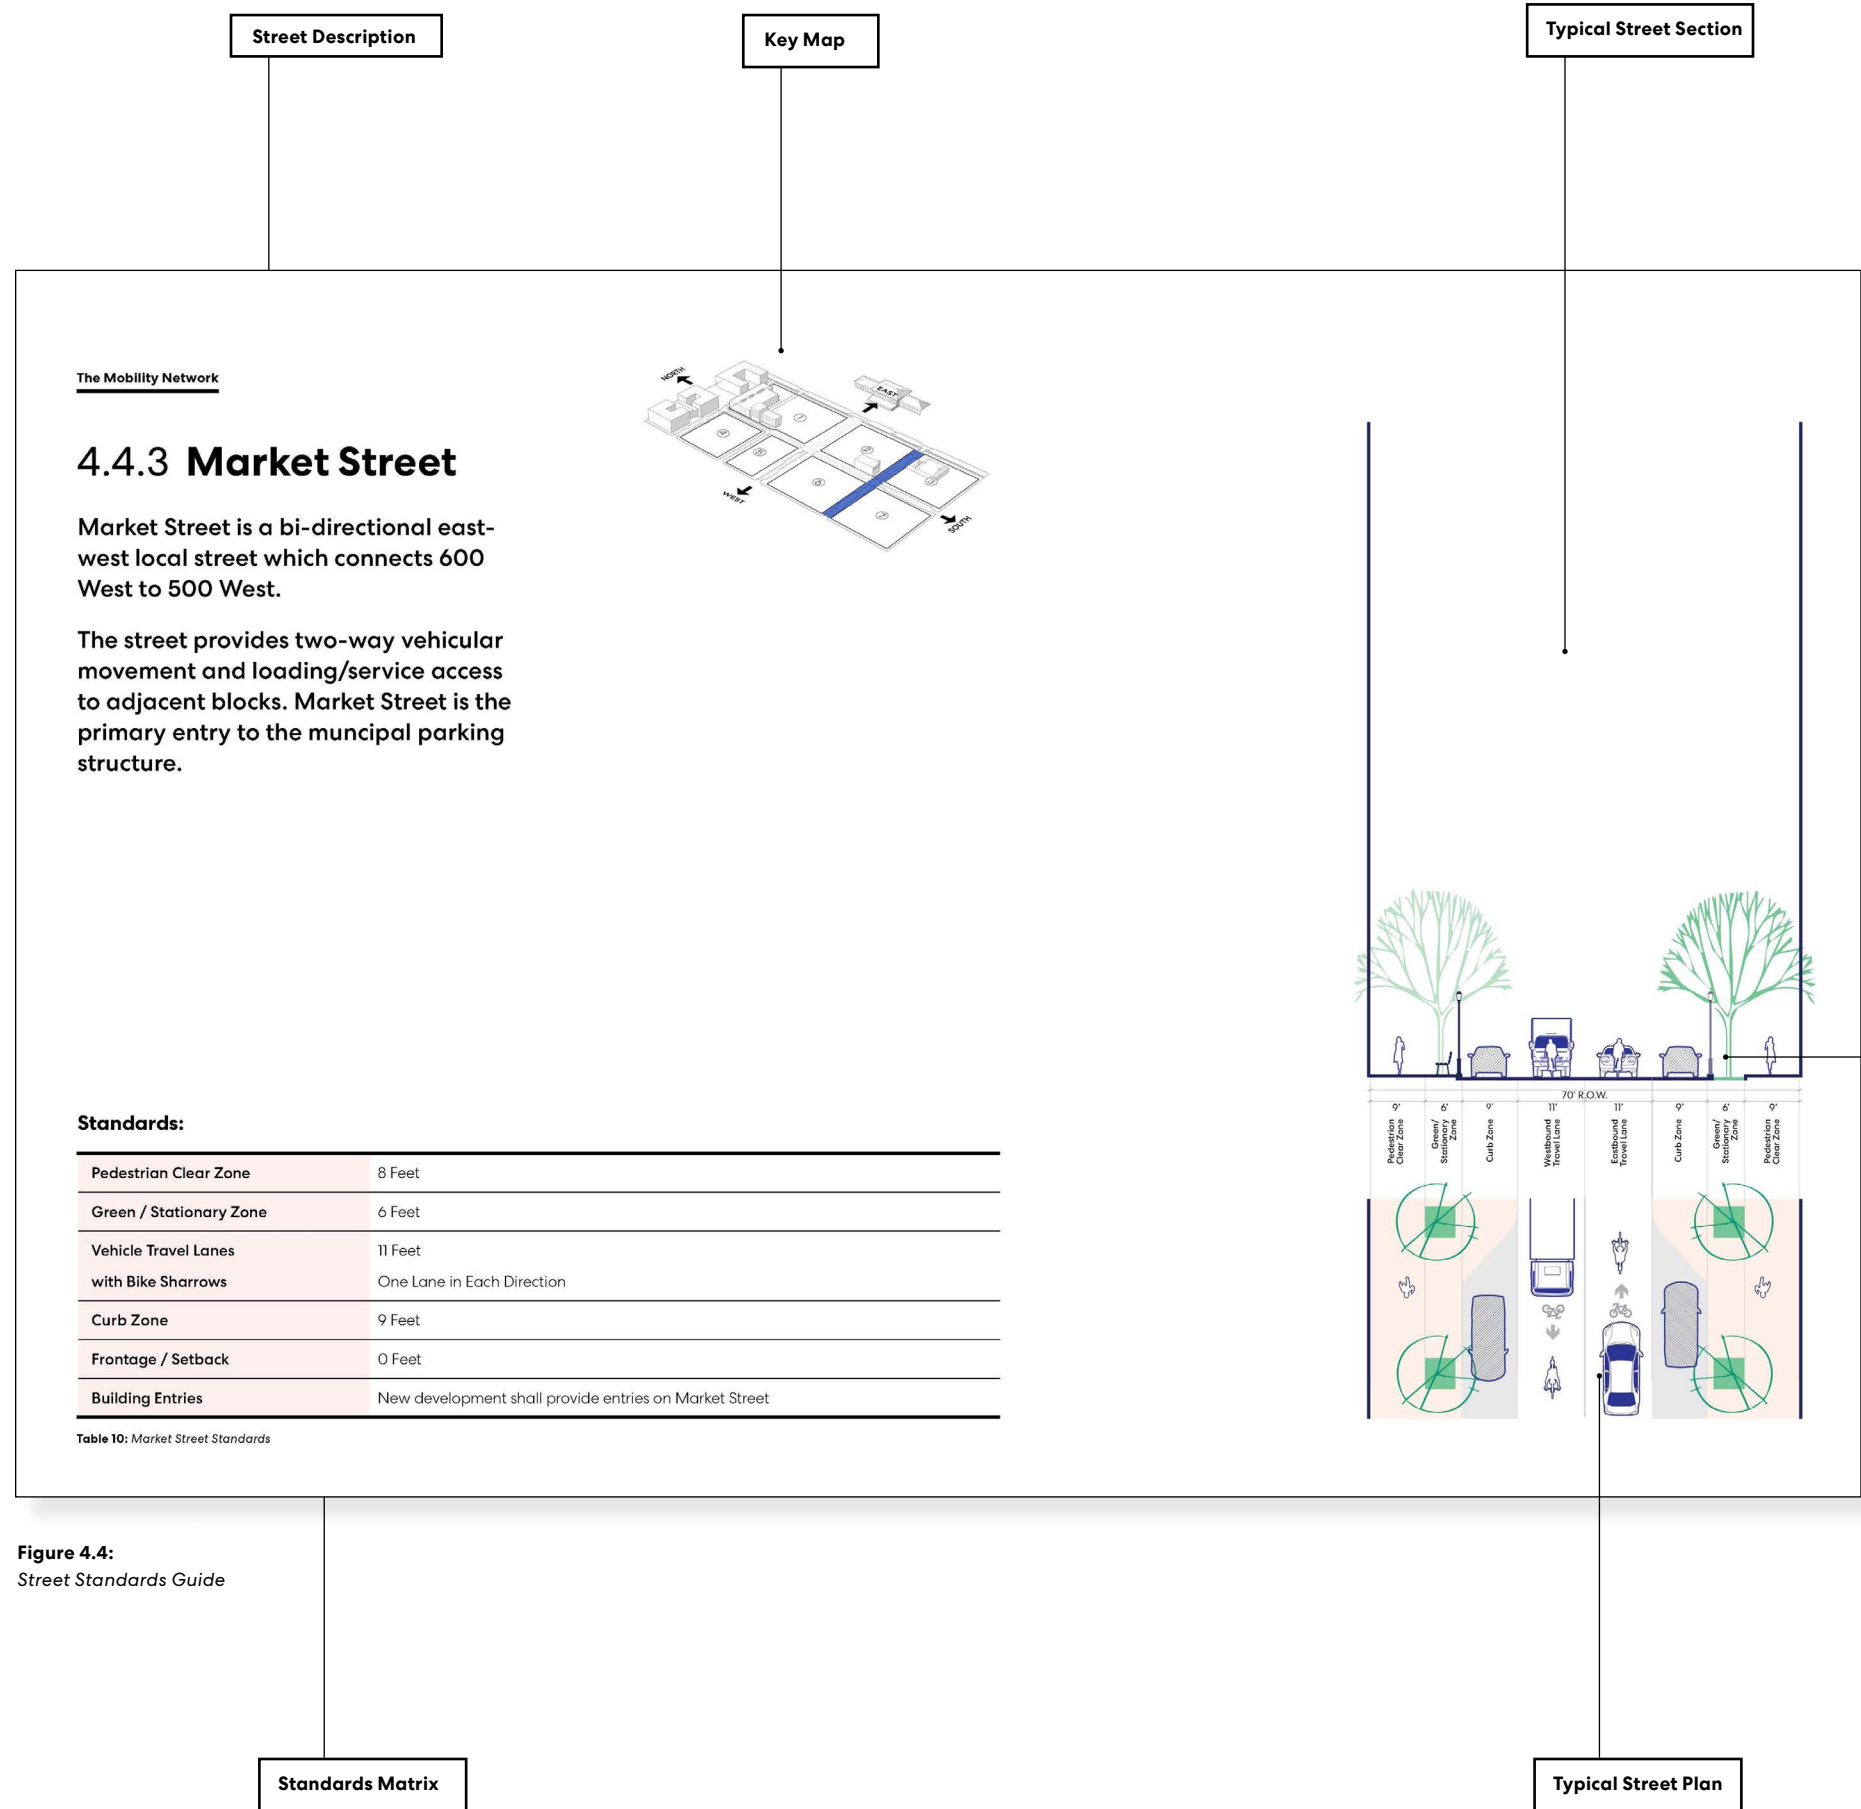 Street Description
Key Map
Typical Street Section
The Mobility Network
4.4.3 Market Street
Market Street is a bi-directional east-
west local street which connects 600
West to 500 West.
The street provides two-way vehicular
movement and loading/service access
to adjacent blocks. Market Street is the
primary entry to the muncipal parking
structure.
NORTH
EAST
WEST
SOUTH
1
2
3
4
5
6
7
70' R.O.W.
9'
6'
9'
11'
11'
9'
6'
9'
Pedestrian
Clear Zone
Green/
Stationary
Zone
Curb Zone
Westbound
Travel Lane
Eastbound
Travel Lane
Curb Zone
Green/
Stationary
Zone
Pedestrian
Clear Zone
Standards:
Pedestrian Clear Zone 8 Feet
Green / Stationary Zone 6 Feet
Vehicle Travel Lanes 11 Feet
with Bike Sharrows One Lane in Each Direction
Curb Zone 9 Feet
Frontage / Setback 0 Feet
Building Entries New development shall provide entries on Market Street
Table 10: Market Street Standards
Figure 4.4:
Street Standards Guide
Standards Matrix
Typical Street Plan